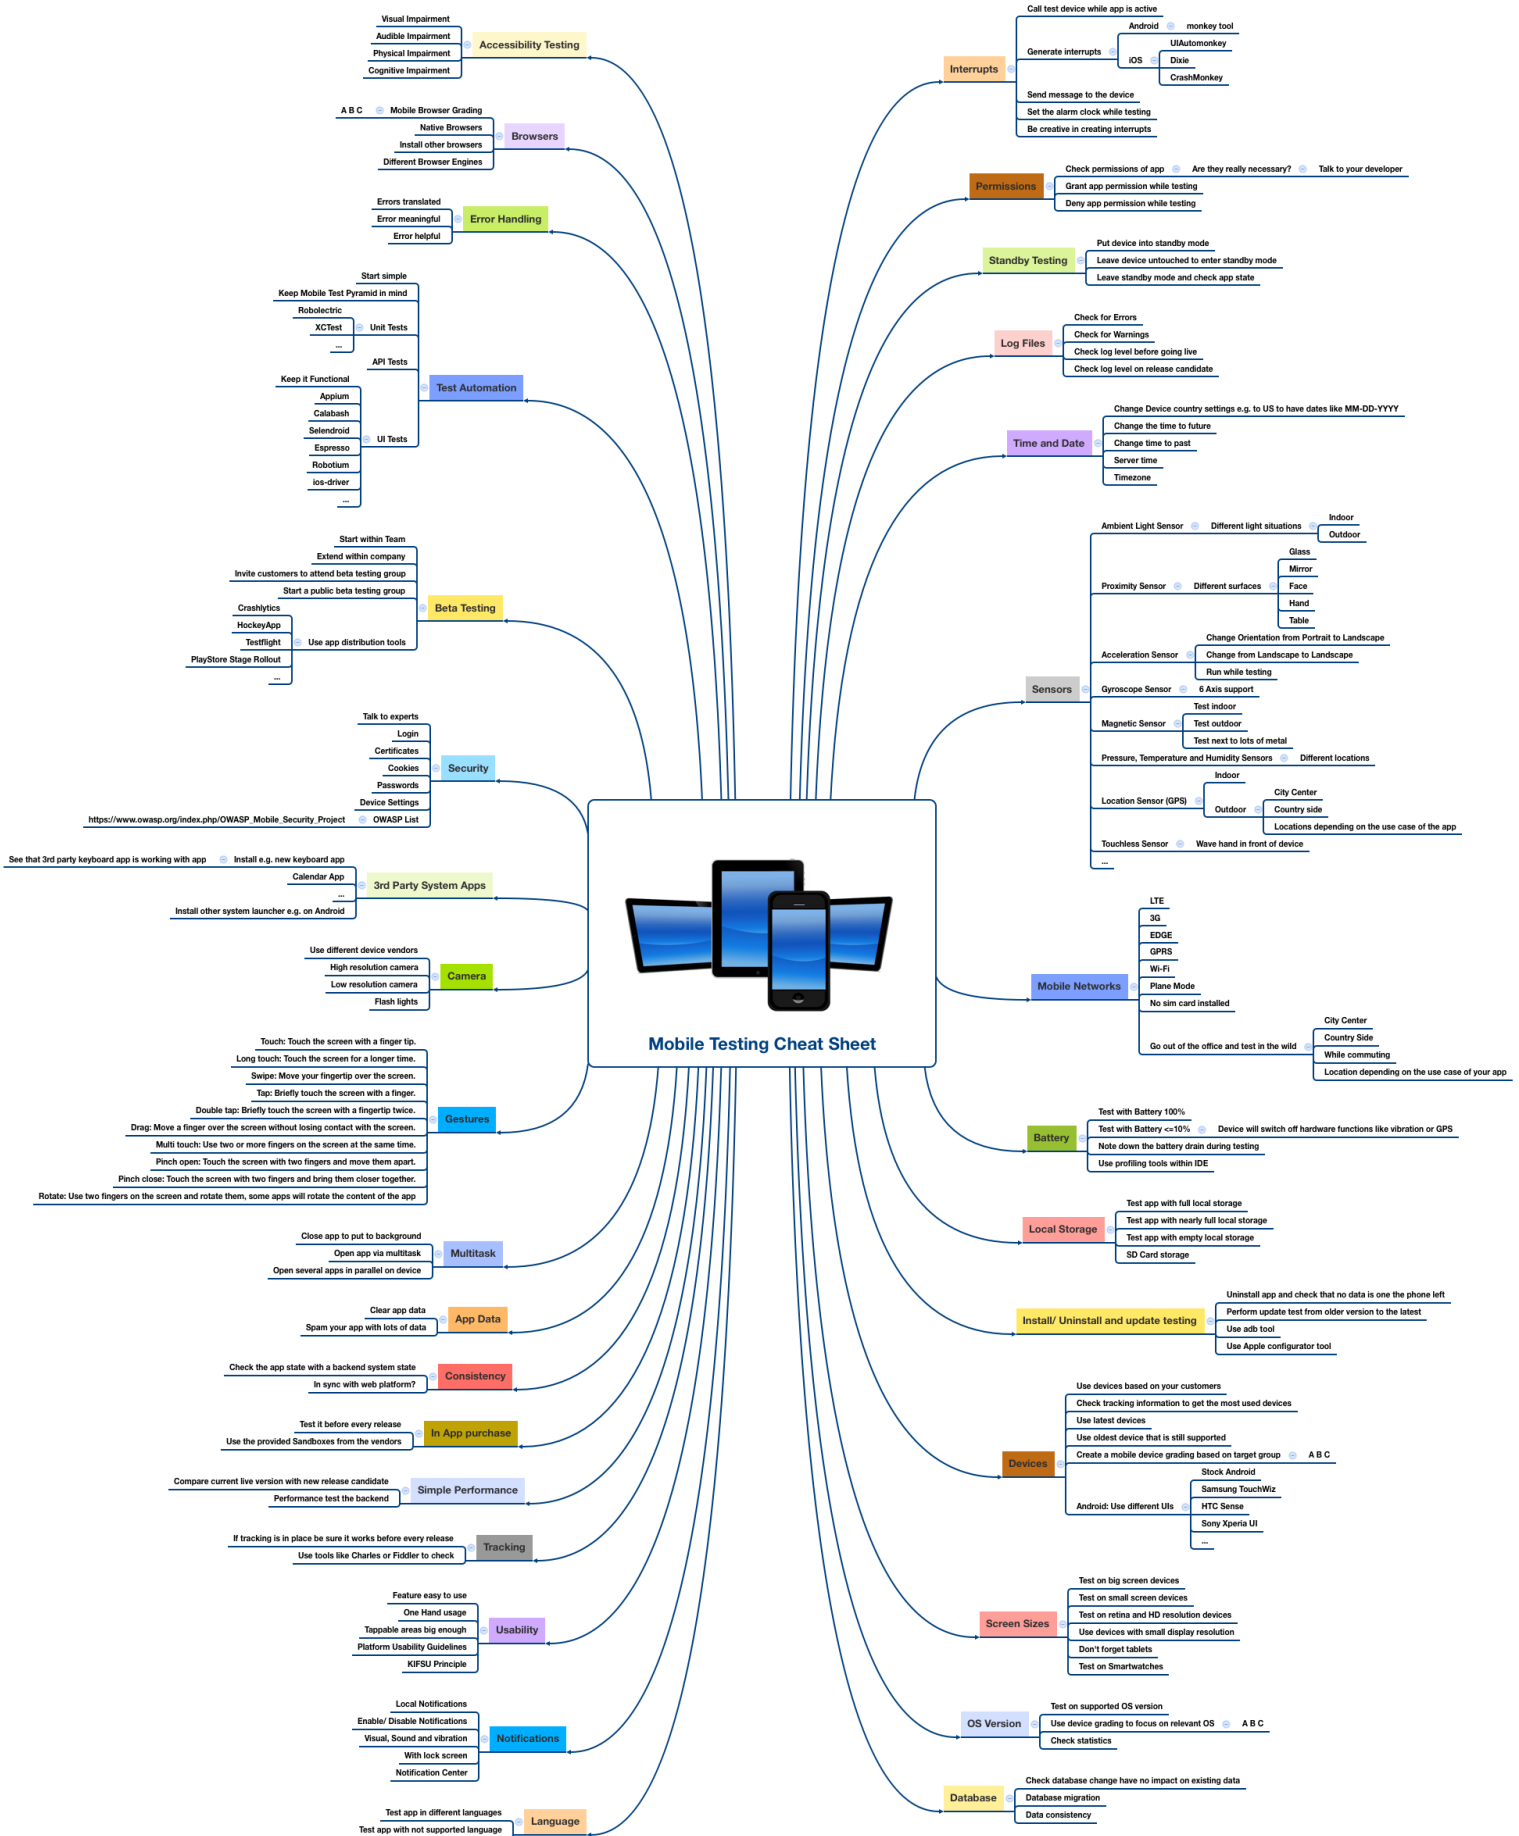 Visual Impairment
Audible Impairment
Physical Impairment
Cognitive Impairment
Accessibility Testing
A B C
Mobile Browser Grading
Native Browsers
Install other browsers
Different Browser Engines
Browsers
Errors translated
Error meaningful
Error helpful
Error Handling
Start simple
Keep Mobile Test Pyramid in mind
Robolectric
XCTest
...
Unit Tests
API Tests
Keep it Functional
Appium
Calabash
Selendroid
Espresso
Robotium
ios-driver
...
UI Tests
Test Automation
Start within Team
Extend within company
Invite customers to attend beta testing group
Start a public beta testing group
Crashlytics
HockeyApp
Testflight
PlayStore Stage Rollout
...
Use app distribution tools
Beta Testing
Talk to experts
Login
Certificates
Cookies
Passwords
Device Settings
https://www.owasp.org/index.php/OWASP_Mobile_Security_Project
OWASP List
Security
See that 3rd party keyboard app is working with app
Install e.g. new keyboard app
Calendar App
...
Install other system launcher e.g. on Android
3rd Party System Apps
Use different device vendors
High resolution camera
Low resolution camera
Flash lights
Camera
Touch: Touch the screen with a finger tip.
Long touch: Touch the screen for a longer time.
Swipe: Move your fingertip over the screen.
Tap: Briefly touch the screen with a finger.
Double tap: Briefly touch the screen with a fingertip twice.
Drag: Move a finger over the screen without losing contact with the screen.
Multi touch: Use two or more fingers on the screen at the same time.
Pinch open: Touch the screen with two fingers and move them apart.
Pinch close: Touch the screen with two fingers and bring them closer together.
Rotate: Use two fingers on the screen and rotate them, some apps will rotate the content of the app
Gestures
Close app to put to background
Open app via multitask
Open several apps in parallel on device
Multitask
Clear app data
Spam your app with lots of data
App Data
Check the app state with a backend system state
In sync with web platform?
Consistency
Test it before every release
Use the provided Sandboxes from the vendors
In App purchase
Compare current live version with new release candidate
Performance test the backend
Simple Performance
If tracking is in place be sure it works before every release
Use tools like Charles or Fiddler to check
Tracking
Feature easy to use
One Hand usage
Tappable areas big enough
Platform Usability Guidelines
KIFSU Principle
Usability
Local Notifications
Enable/ Disable Notifications
Visual, Sound and vibration
With lock screen
Notification Center
Notifications
Test app in different languages
Test app with not supported language
Language
Mobile Testing Cheat Sheet
Interrupts
Call test device while app is active
Generate interrupts
Android
monkey tool
iOS
UIAutomonkey
Dixie
CrashMonkey
Send message to the device
Set the alarm clock while testing
Be creative in creating interrupts
Permissions
Check permissions of app
Are they really necessary?
Talk to your developer
Grant app permission while testing
Deny app permission while testing
Standby Testing
Put device into standby mode
Leave device untouched to enter standby mode
Leave standby mode and check app state
Log Files
Check for Errors
Check for Warnings
Check log level before going live
Check log level on release candidate
Time and Date
Change Device country settings e.g. to US to have dates like MM-DD-YYYY
Change the time to future
Change time to past
Server time
Timezone
Sensors
Ambient Light Sensor
Different light situations
Indoor
Outdoor
Proximity Sensor
Different surfaces
Glass
Mirror
Face
Hand
Table
Acceleration Sensor
Change Orientation from Portrait to Landscape
Change from Landscape to Landscape
Run while testing
Gyroscope Sensor
6 Axis support
Magnetic Sensor
Test indoor
Test outdoor
Test next to lots of metal
Pressure, Temperature and Humidity Sensors
Different locations
Location Sensor (GPS)
Indoor
Outdoor
City Center
Country side
Locations depending on the use case of the app
Touchless Sensor
Wave hand in front of device
...
Mobile Networks
LTE
3G
EDGE
GPRS
Wi-Fi
Plane Mode
No sim card installed
Go out of the office and test in the wild
City Center
Country Side
While commuting
Location depending on the use case of your app
Battery
Test with Battery 100%
Test with Battery <=10%
Device will switch off hardware functions like vibration or GPS
Note down the battery drain during testing
Use profiling tools within IDE
Local Storage
Test app with full local storage
Test app with nearly full local storage
Test app with empty local storage
SD Card storage
Install/ Uninstall and update testing
Uninstall app and check that no data is one the phone left
Perform update test from older version to the latest
Use adb tool
Use Apple configurator tool
Devices
Use devices based on your customers
Check tracking information to get the most used devices
Use latest devices
Use oldest device that is still supported
Create a mobile device grading based on target group
A B C
Android: Use different UIs
Stock Android
Samsung TouchWiz
HTC Sense
Sony Xperia UI
...
Screen Sizes
Test on big screen devices
Test on small screen devices
Test on retina and HD resolution devices
Use devices with small display resolution
Don't forget tablets
Test on Smartwatches
OS Version
Test on supported OS version
Use device grading to focus on relevant OS
A B C
Check statistics
Database
Check database change have no impact on existing data
Database migration
Data consistency